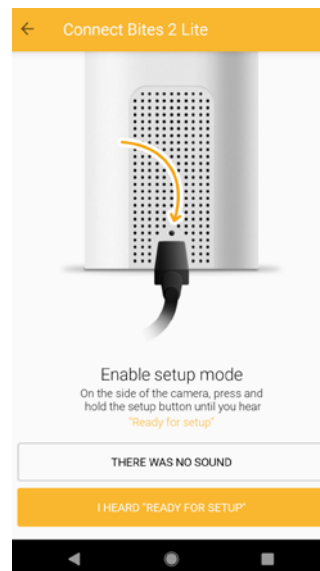 Connect Bites 2 Lite
Enable setup mode
On the side of the camera, press and
hold the setup button until you hear
"Ready for setup"
THERE WAS NO SOUND
I HEARD "READY FOR SETUP"